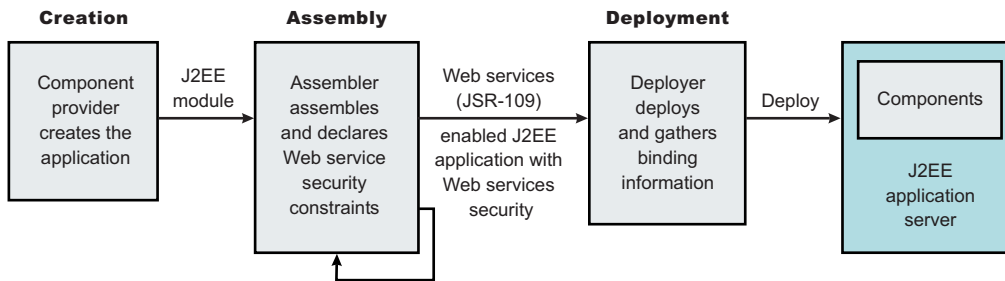 Creation
Component
provider
creates the
application
J2EE
module
Assembly
Assembler
assembles
and declares
Web service
security
constraints
Web services
(JSR-109)
enabled J2EE
application with
Web services
security
Deployment
Deployer
deploys
and gathers
binding
information
Deploy
Components
J2EE
application
server